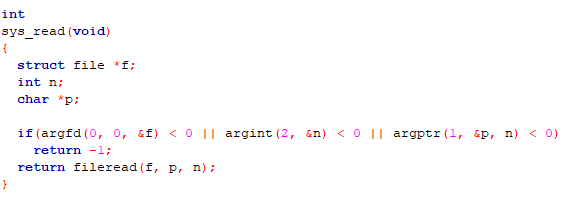 int
sys_read(void)
{
  struct file *f;
  int n;
  char *p;

  if(argfd(0, 0, &f) < 0 || argint(2, &n) < 0 || argptr(1, &p, n) < 0)
    return -1;
  return fileread(f, p, n);
}